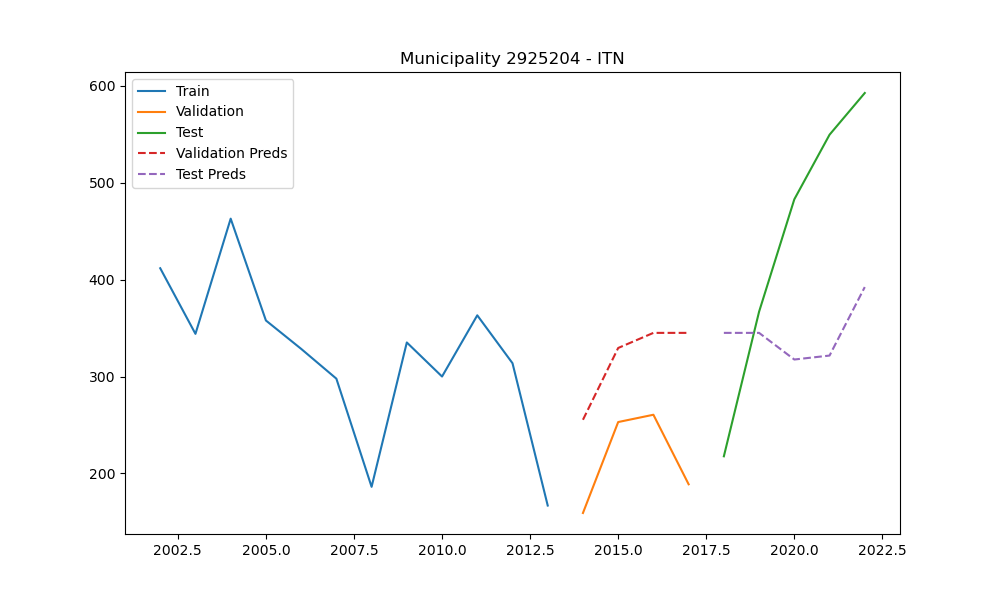 Municipality 2925204 - ITN
Train
Validation
Test
Validation Preds
Test Preds
600
500
400
300
200
2002.5 2005.0 2007.5 2010.0 2012.5 2015.0 2017.5 2020.0 2022.5